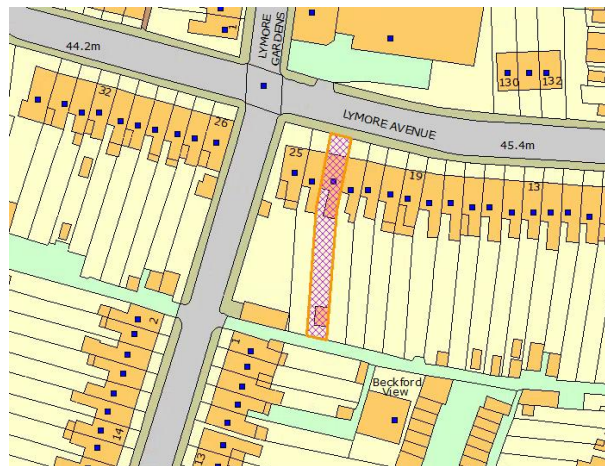 44.2m
LYMORE
GARDENS
1
32
26
LYMORE AVENUE
130
132
45.4m
25
19
13
2
14
1
13
Beckford
View